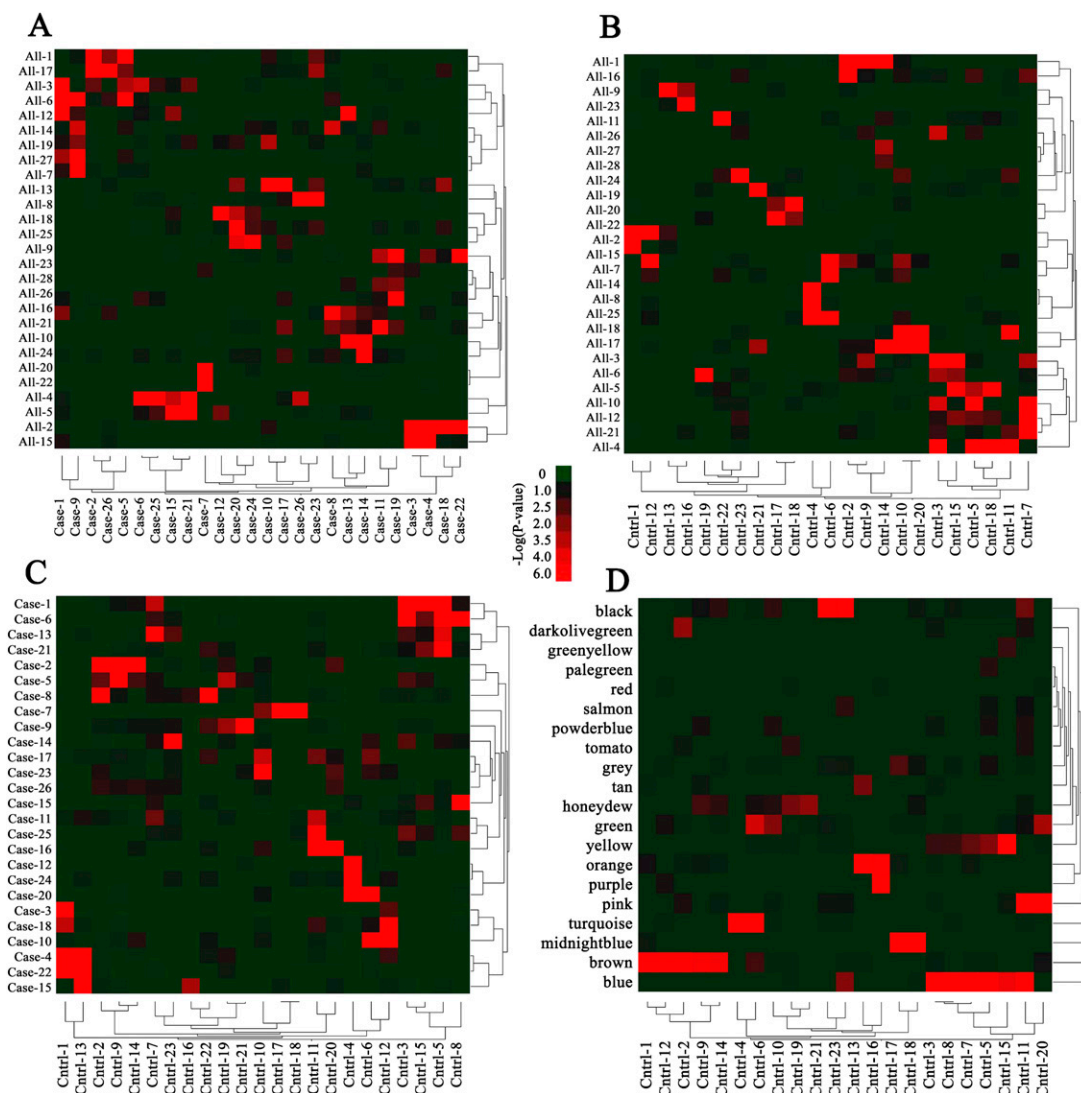 A
All-1
All-17
All-3
All-6
All-12
All-14
All-19
All-27
All-7
All-13
All-8
All-18
All-25
All-9
All-23
All-28
All-26
All-16
All-21
All-10
All-24
All-20
All-22
All-4
All-5
All-2
All-15
Case-1
Case-9
Case-2
Case-26
Case-5
Case-6
Case-25
Case-15
Case-21
Case-7
Case-12
Case-20
Case-24
Case-10
Case-17
Case-26
Case-23
Case-8
Case-13
Case-14
Case-11
Case-19
Case-3
Case-4
Case-18
Case-22
B
All-1
All-16
All-9
All-23
All-11
All-26
All-27
All-28
All-24
All-19
All-20
All-22
All-2
All-15
All-7
All-14
All-8
All-25
All-18
All-17
All-3
All-6
All-5
All-10
All-12
All-21
All-4
Cntrl-1
Cntrl-12
Cntrl-13
Cntrl-16
Cntrl-19
Cntrl-22
Cntrl-23
Cntrl-21
Cntrl-17
Cntrl-18
Cntrl-4
Cntrl-6
Cntrl-2
Cntrl-9
Cntrl-14
Cntrl-10
Cntrl-20
Cntrl-3
Cntrl-15
Cntrl-5
Cntrl-18
Cntrl-11
Cntrl-7
0
1.0
2.5
3.5
4.0
6.0
-Log(P-value)
C
Case-1
Case-6
Case-13
Case-21
Case-2
Case-5
Case-8
Case-7
Case-9
Case-14
Case-17
Case-23
Case-26
Case-15
Case-11
Case-25
Case-16
Case-12
Case-24
Case-20
Case-3
Case-18
Case-10
Case-4
Case-22
Case-15
Cntrl-1
Cntrl-13
Cntrl-2
Cntrl-9
Cntrl-14
Cntrl-7
Cntrl-23
Cntrl-16
Cntrl-22
Cntrl-19
Cntrl-21
Cntrl-10
Cntrl-17
Cntrl-18
Cntrl-11
Cntrl-20
Cntrl-4
Cntrl-6
Cntrl-12
Cntrl-3
Cntrl-15
Cntrl-5
Cntrl-8
D
black
darkolivegreen
greenyellow
palegreen
red
salmon
powderblue
tomato
grey
tan
honeydew
green
yellow
orange
purple
pink
turquoise
midnightblue
brown
blue
Cntrl-1
Cntrl-12
Cntrl-2
Cntrl-9
Cntrl-14
Cntrl-4
Cntrl-6
Cntrl-10
Cntrl-19
Cntrl-21
Cntrl-23
Cntrl-13
Cntrl-16
Cntrl-17
Cntrl-18
Cntrl-3
Cntrl-8
Cntrl-7
Cntrl-5
Cntrl-15
Cntrl-11
Cntrl-20